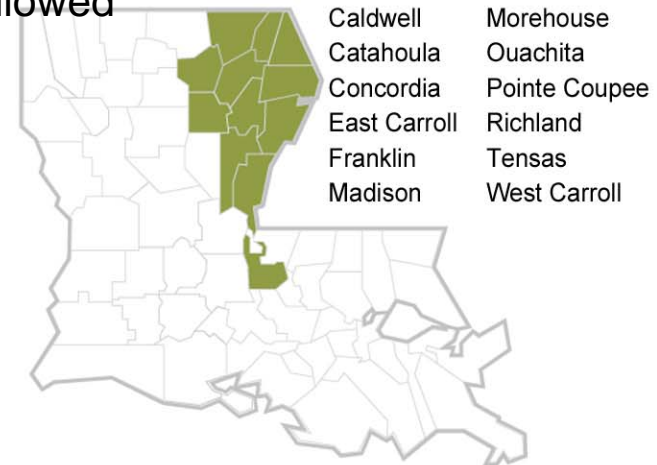 llowed
Caldwell Morehouse
Catahoula Ouachita
Concordia Pointe Coupee
East Carroll Richland
Franklin Tensas
Madison West Carroll